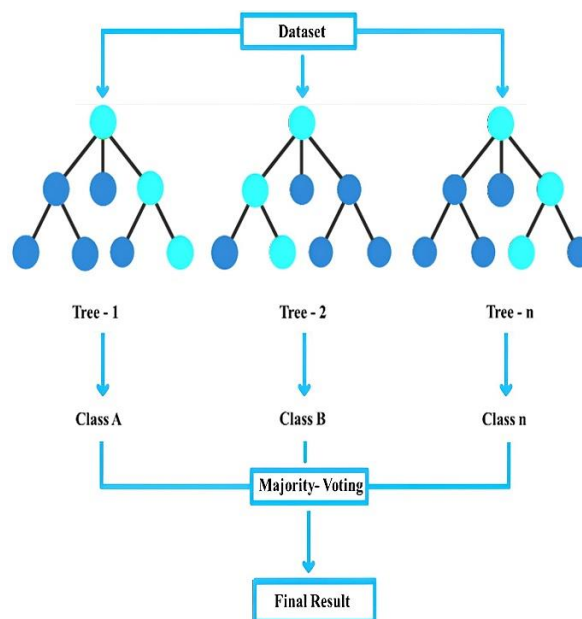 Dataset
Tree - 1
Tree - 2
Tree - n
Class A
Class B
Class n
Majority- Voting
Final Result